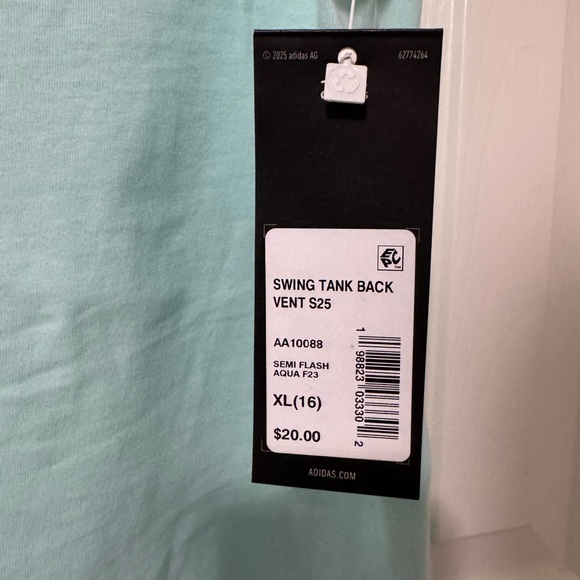 © 2025 adidas AG 62774264
EPC
SWING TANK BACK
VENT S25
AA10088
SEMI FLASH
AQUA F23
XL(16)
$20.00
1 98823 03330 2
ADIDAS.COM